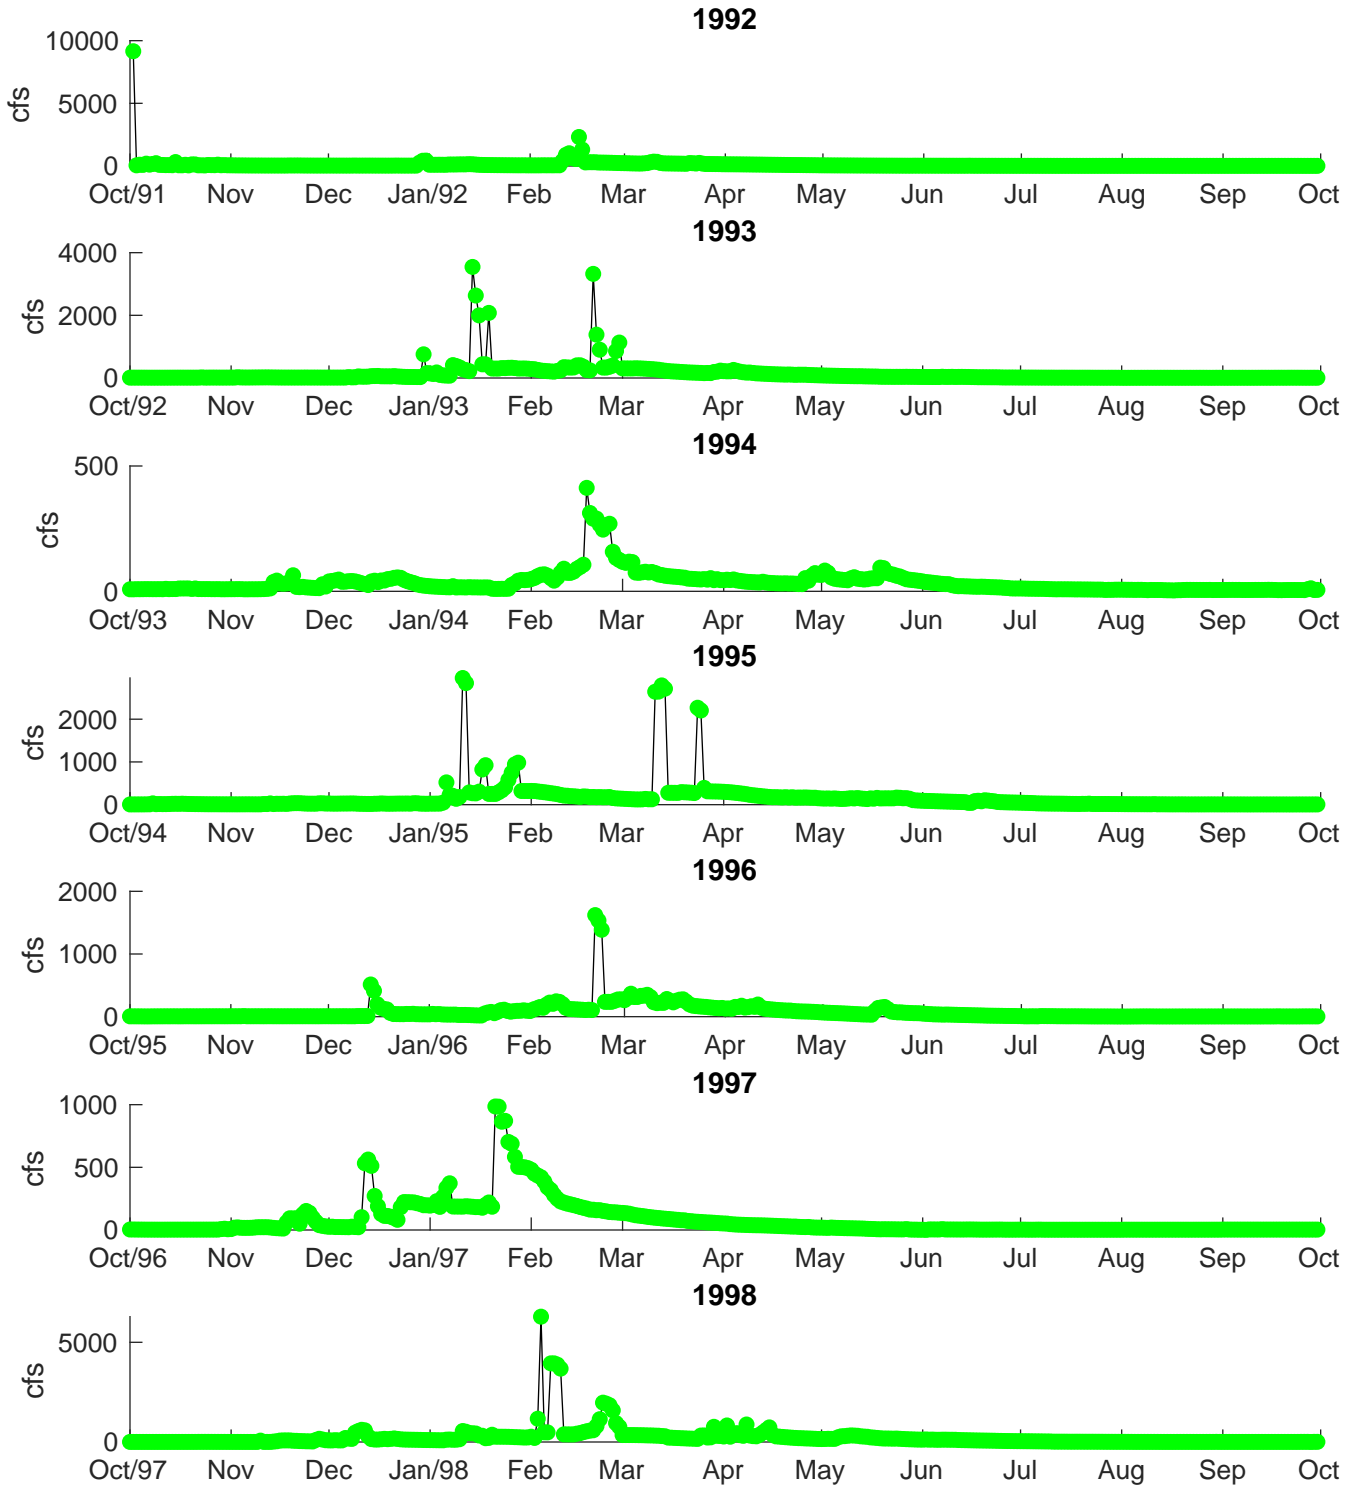 1992
10000
cfs
5000
0
Oct/91 Nov Dec Jan/92 Feb Mar Apr May Jun Jul Aug Sep Oct
1993
4000
cfs
2000
0
Oct/92 Nov Dec Jan/93 Feb Mar Apr May Jun Jul Aug Sep Oct
1994
500
cfs
0
Oct/93 Nov Dec Jan/94 Feb Mar Apr May Jun Jul Aug Sep Oct
1995
2000
cfs
1000
0
Oct/94 Nov Dec Jan/95 Feb Mar Apr May Jun Jul Aug Sep Oct
1996
2000
cfs
1000
0
Oct/95 Nov Dec Jan/96 Feb Mar Apr May Jun Jul Aug Sep Oct
1997
1000
cfs
500
0
Oct/96 Nov Dec Jan/97 Feb Mar Apr May Jun Jul Aug Sep Oct
1998
5000
cfs
0
Oct/97 Nov Dec Jan/98 Feb Mar Apr May Jun Jul Aug Sep Oct